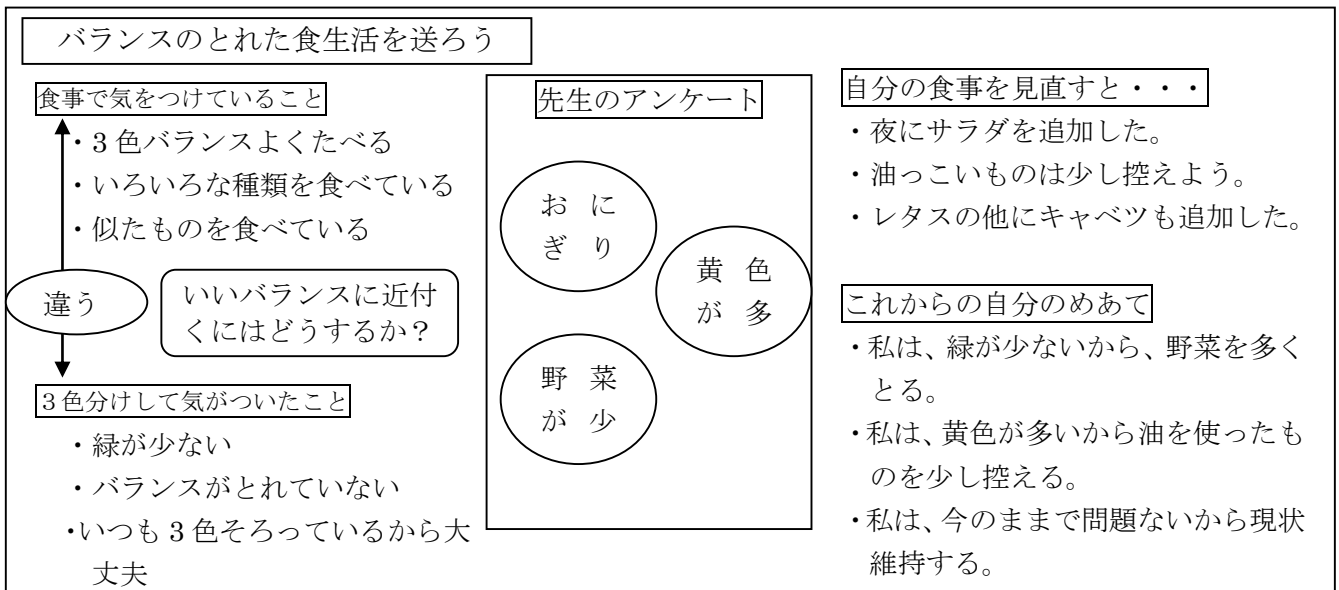 バランスのとれた食生活を送ろう
食事で気をつけていること
・3色バランスよくたべる
・いろいろな種類を食べている
・似たものを食べている
違う
いいバランスに近付
くにはどうするか？
3色分けして気がついたこと
・緑が少ない
・バランスがとれていない
・いつも3色そろっているから大
丈夫
先生のアンケート
お に
ぎ り
黄 色
が 多
野 菜
が 少
自分の食事を見直すと・・・
・夜にサラダを追加した。
・油っこいものは少し控えよう。
・レタスの他にキャベツも追加した。
これからの自分のめあて
・私は、緑が少ないから、野菜を多く
とる。
・私は、黄色が多いから油を使ったも
のを少し控える。
・私は、今のままで問題ないから現状
維持する。